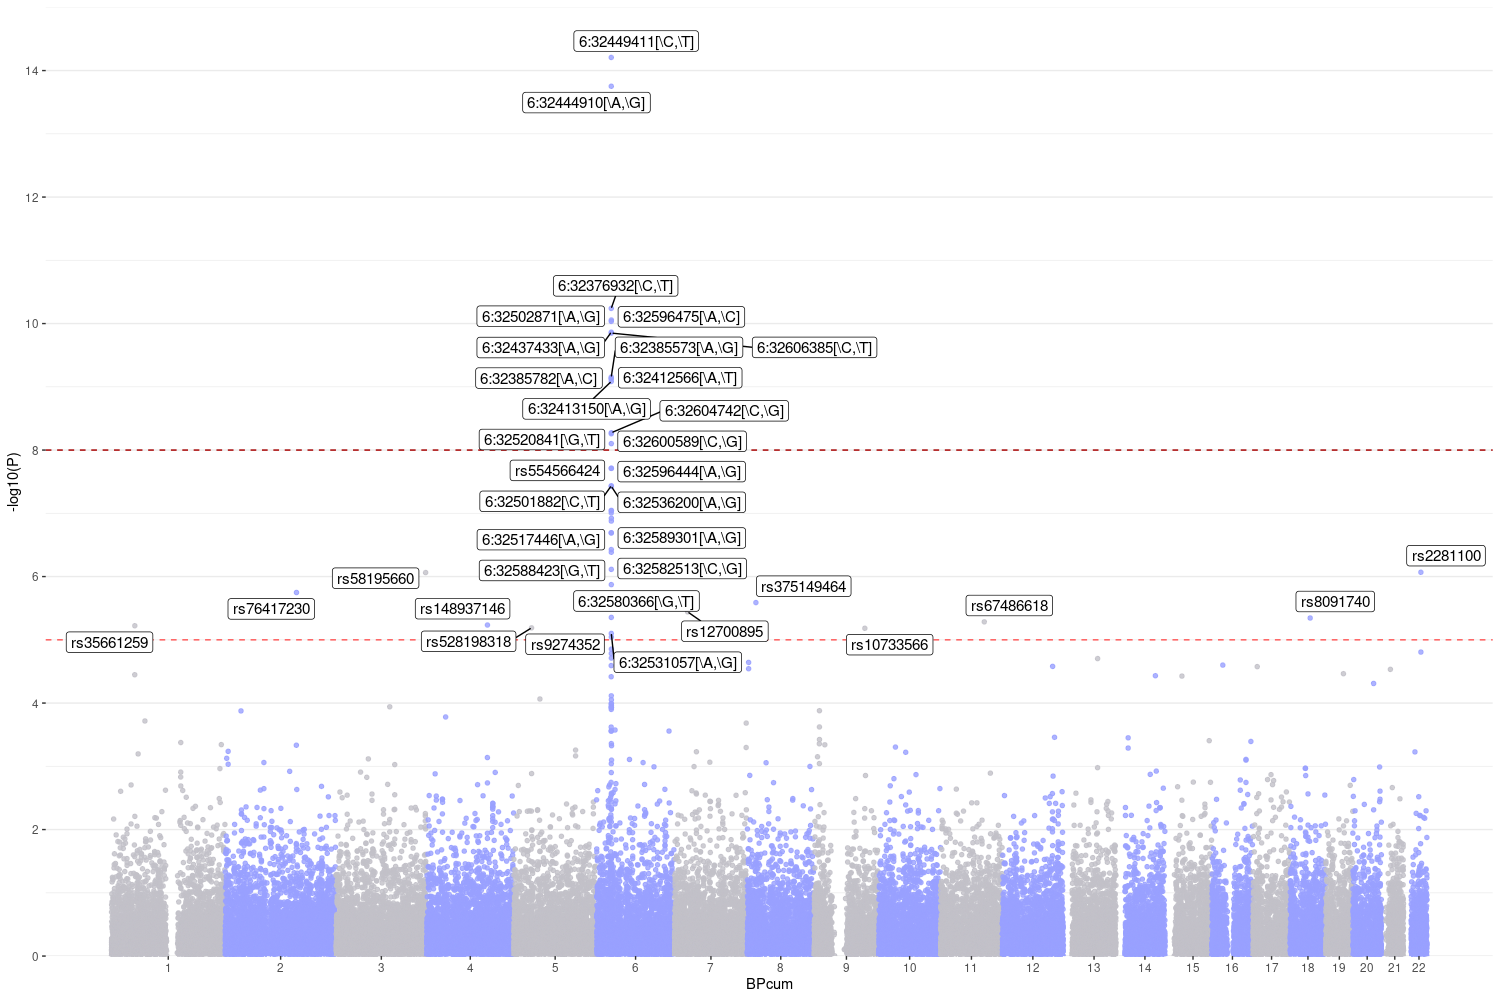 6:32449411[\C,\T]
14
6:32444910[\A,\G]
12
6:32376932[\C,\T]
10
6:32502871[\A,\G]
6:32596475[\A,\C]
6:32437433[\A,\G]
6:32385573[\A,\G]
6:32606385[\C,\T]
6:32385782[\A,\C]
6:32412566[\A,\T]
6:32413150[\A,\G]
6:32604742[\C,\G]
6:32520841[\G,\T]
6:32600589[\C,\G]
8
-log10(P)
rs554566424
6:32596444[\A,\G]
6:32501882[\C,\T]
6:32536200[\A,\G]
6:32517446[\A,\G]
6:32589301[\A,\G]
rs2281100
6:32588423[\G,\T]
6:32582513[\C,\G]
6
rs58195660
rs375149464
rs76417230
rs148937146
6:32580366[\G,\T]
rs67486618
rs8091740
rs35661259
rs528198318
rs9274352
rs12700895
rs10733566
6:32531057[\A,\G]
4
2
0
1 2 3 4 5 6 7 8 9 10 11 12 13 14 15 16 17 18 19 20 21 22
BPcum